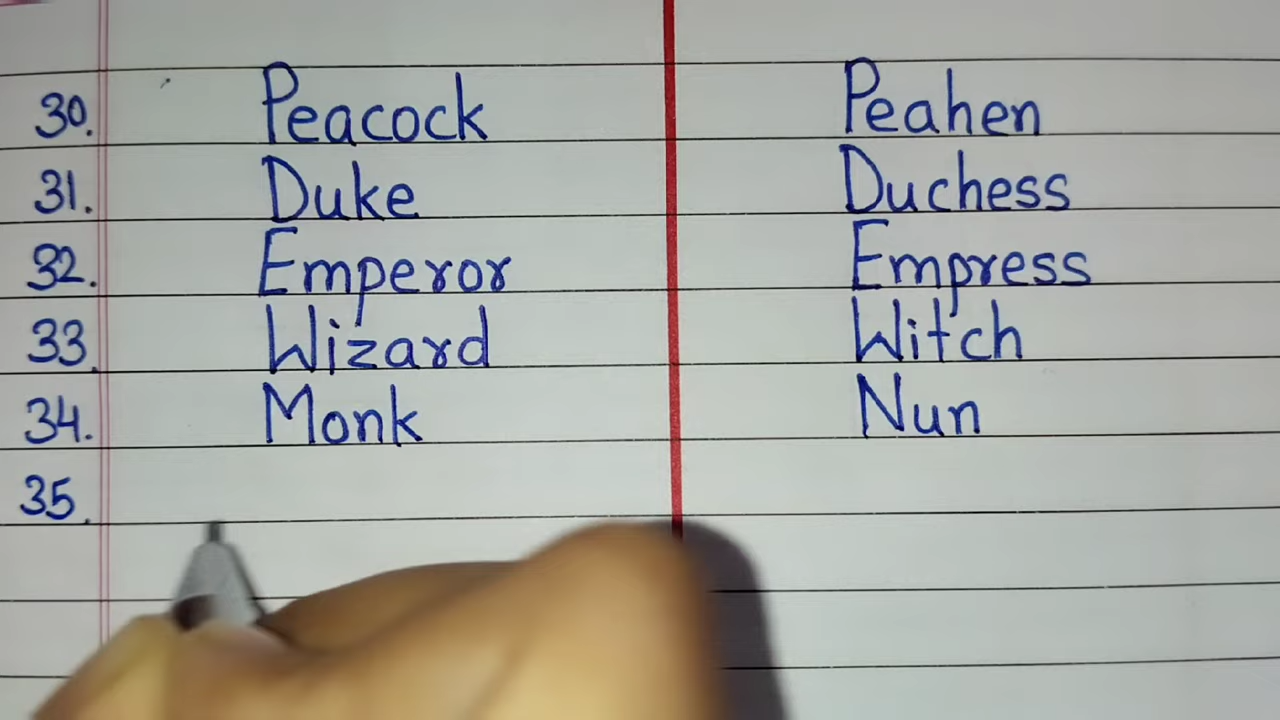 30. Peacock Peahen
31. Duke Duchess
32. Emperor Empress
33. Wizard Witch
34. Monk Nun
35.